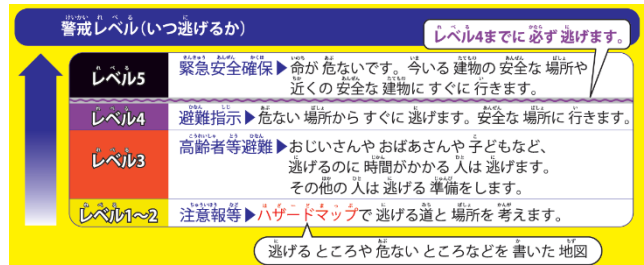 警戒レベル(いつ逃げるか)
レベル4までに 必ず 逃げます。
レベル5 緊急安全確保▶命が 危ないです。今いる 建物の 安全な 場所や
近くの 安全な 建物に すぐに 行きます。
レベル4 避難指示▶危ない 場所から すぐに 逃げます。安全な 場所に 行きます。
レベル3 高齢者等避難▶おじいさんや おばあさんや 子どもなど、
逃げるのに 時間がかかる 人は 逃げます。
その他の 人は 逃げる 準備をします。
レベル1～2 注意報等▶ハザードマップで 逃げる道と 場所を 考えます。
逃げる ところや 危ない ところなどを 書いた 地図